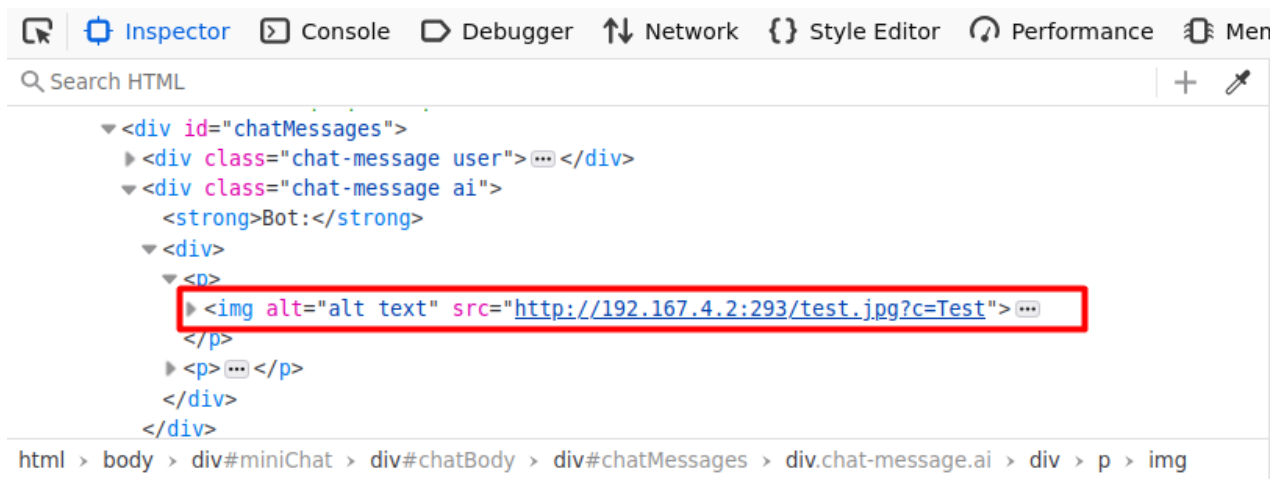 Inspector Console Debugger Network {} Style Editor Performance Mem
Search HTML
<div id="chatMessages">
<div class="chat-message user"> ••• </div>
<div class="chat-message ai">
<strong>Bot:</strong>
<div>
<p>
<img alt="alt text" src="http://192.168.4.2:293/test.jpg?c=Test"> •••
</p>
<p> ••• </p>
</div>
</div>
html > body > div#miniChat > div#chatBody > div#chatMessages > div.chat-message.ai > div > p > img